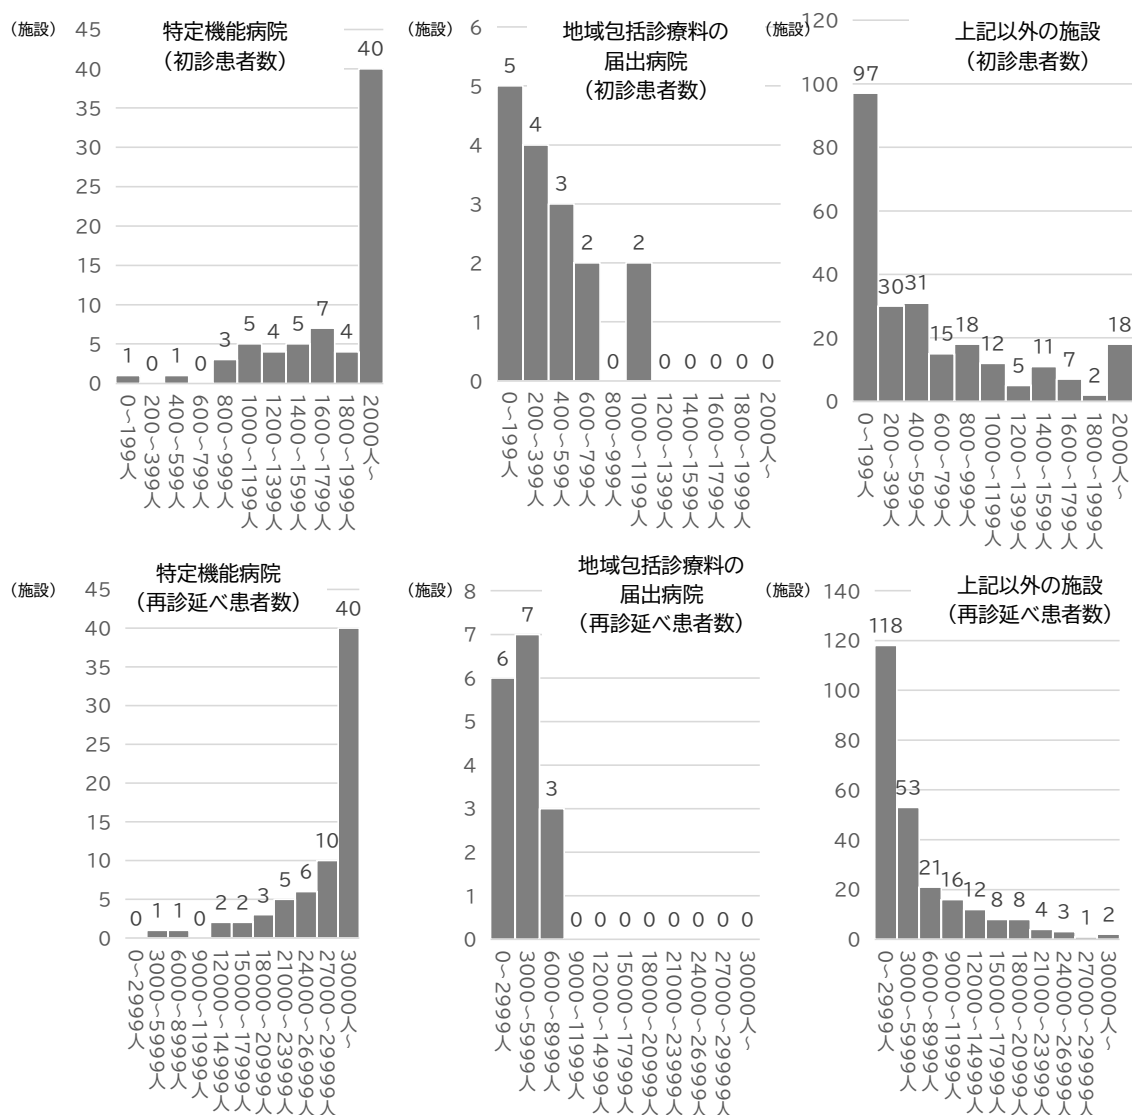 （施設）
特定機能病院
（初診患者数）
45
40
35
30
25
20
15
10
5
0
1
0
1
0
3
5
4
5
7
4
40
0～199人
200～399人
400～599人
600～799人
800～999人
1000～1199人
1200～1399人
1400～1599人
1600～1799人
1800～1999人
2000人～
（施設）
地域包括診療料の
届出病院
（初診患者数）
6
5
4
3
2
1
0
5
4
3
2
0
2
0
0
0
0
0
0～199人
200～399人
400～599人
600～799人
800～999人
1000～1199人
1200～1399人
1400～1599人
1600～1799人
1800～1999人
2000人～
（施設）
上記以外の施設
（初診患者数）
120
100
80
60
40
20
0
97
30
31
15
18
12
5
11
7
2
18
0～199人
200～399人
400～599人
600～799人
800～999人
1000～1199人
1200～1399人
1400～1599人
1600～1799人
1800～1999人
2000人～
（施設）
特定機能病院
（再診延べ患者数）
45
40
35
30
25
20
15
10
5
0
0
1
1
0
2
2
3
5
6
10
40
0～2999人
3000～5999人
6000～8999人
9000～11999人
12000～14999人
15000～17999人
18000～20999人
21000～23999人
24000～26999人
27000～29999人
30000人～
（施設）
地域包括診療料の
届出病院
（再診延べ患者数）
8
7
6
5
4
3
2
1
0
6
7
3
0
0
0
0
0
0
0
0
0～2999人
3000～5999人
6000～8999人
9000～11999人
12000～14999人
15000～17999人
18000～20999人
21000～23999人
24000～26999人
27000～29999人
30000人～
（施設）
上記以外の施設
（再診延べ患者数）
140
120
100
80
60
40
20
0
118
53
21
16
12
8
8
4
3
1
2
0～2999人
3000～5999人
6000～8999人
9000～11999人
12000～14999人
15000～17999人
18000～20999人
21000～23999人
24000～26999人
27000～29999人
30000人～